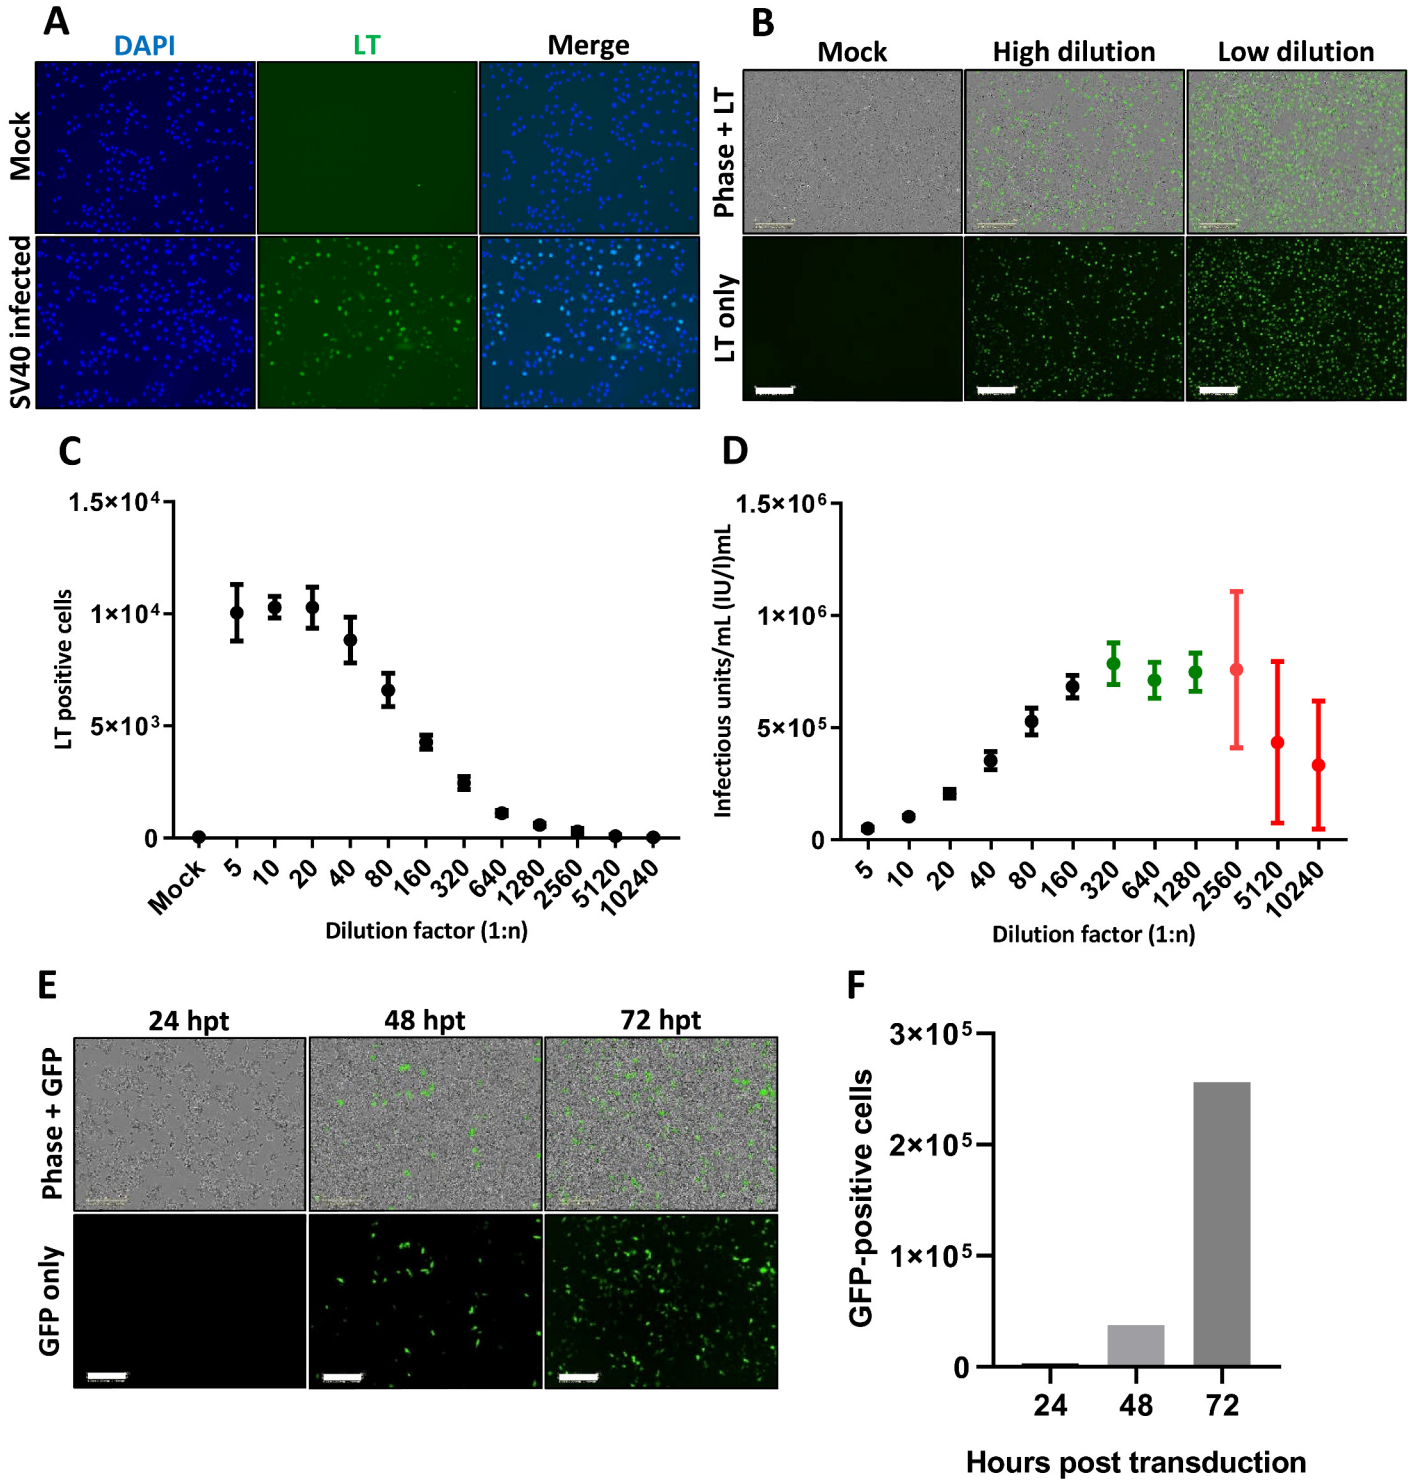 A
DAPI
LT
Merge
Mock
SV40 infected
B
Mock
High dilution
Low dilution
Phase + LT
LT only
C
LT positive cells
1.5×10⁴
1×10⁴
5×10³
0
Mock
5
10
20
40
80
160
320
640
1280
2560
5120
10240
Dilution factor (1:n)
D
Infectious units/mL (IU/I)mL
1.5×10⁶
1×10⁶
5×10⁵
0
5
10
20
40
80
160
320
640
1280
2560
5120
10240
Dilution factor (1:n)
E
24 hpt
48 hpt
72 hpt
Phase + GFP
GFP only
F
GFP-positive cells
3×10⁵
2×10⁵
1×10⁵
0
24
48
72
Hours post transduction